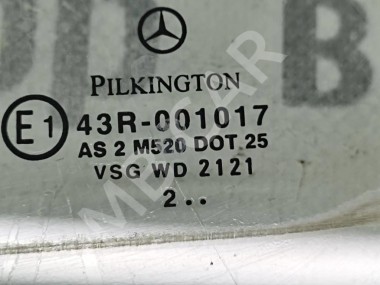 B
PILKINGTON
E1 43R-001017
AS 2 M520 DOT 25
VSG WD 2121
2..